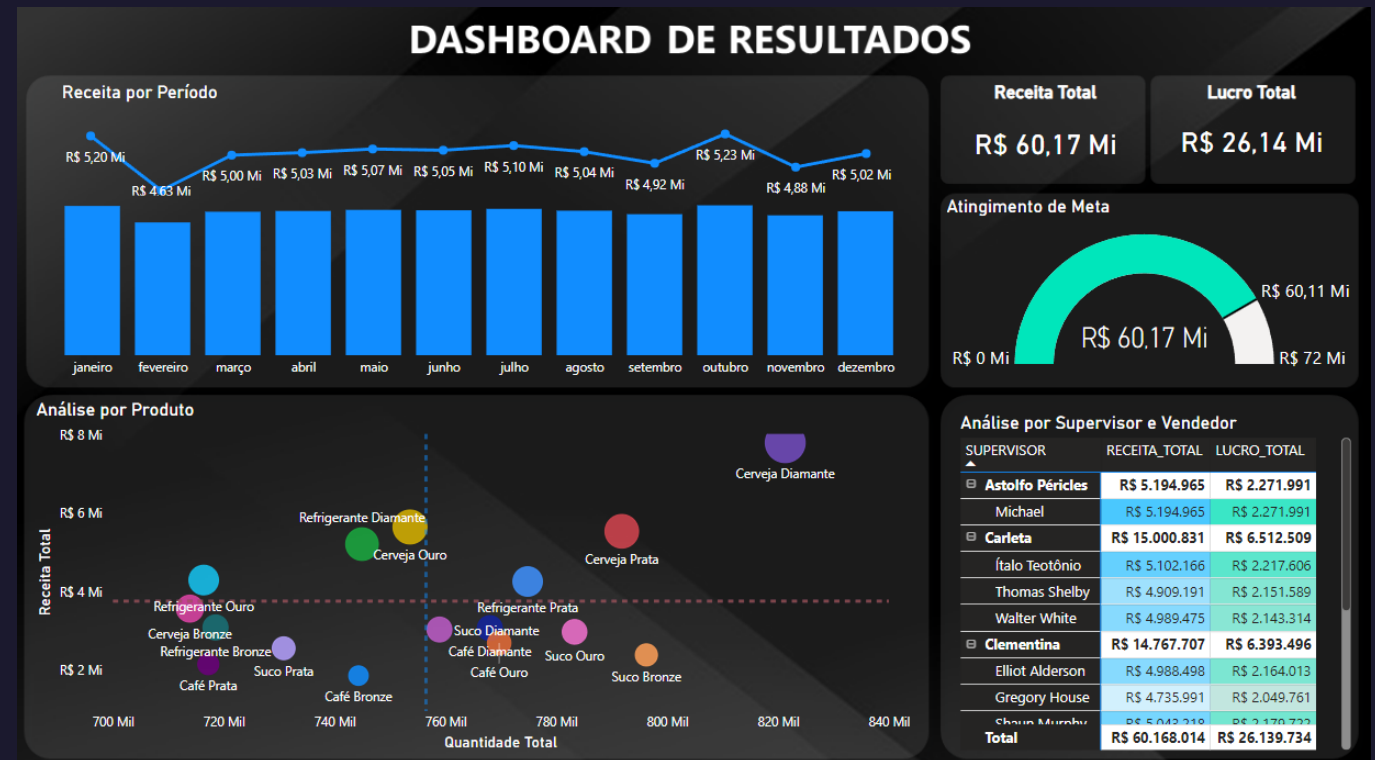 DASHBOARD DE RESULTADOS
Receita por Período
R$ 5,20 Mi
R$ 4,63 Mi
R$ 5,00 Mi
R$ 5,03 Mi
R$ 5,07 Mi
R$ 5,05 Mi
R$ 5,10 Mi
R$ 5,04 Mi
R$ 4,92 Mi
R$ 5,23 Mi
R$ 4,88 Mi
R$ 5,02 Mi
janeiro fevereiro março abril maio junho julho agosto setembro outubro novembro dezembro
Receita Total
R$ 60,17 Mi
Lucro Total
R$ 26,14 Mi
Atingimento de Meta
R$ 60,11 Mi
R$ 60,17 Mi
R$ 0 Mi
R$ 72 Mi
Análise por Produto
Receita Total
R$ 8 Mi
R$ 6 Mi
R$ 4 Mi
R$ 2 Mi
Cerveja Diamante
Refrigerante Diamante
Cerveja Ouro
Cerveja Prata
Refrigerante Ouro
Refrigerante Prata
Cerveja Bronze
Suco Diamante
Refrigerante Bronze
Café Diamante
Suco Ouro
Suco Prata
Café Ouro
Suco Bronze
Café Prata
Café Bronze
700 Mil 720 Mil 740 Mil 760 Mil 780 Mil 800 Mil 820 Mil 840 Mil
Quantidade Total
Análise por Supervisor e Vendedor
SUPERVISOR RECEITA_TOTAL LUCRO_TOTAL
Astolfo Péricles R$ 5.194.965 R$ 2.271.991
Michael R$ 5.194.965 R$ 2.271.991
Carleta R$ 15.000.831 R$ 6.512.509
Ítalo Teotônio R$ 5.102.166 R$ 2.217.606
Thomas Shelby R$ 4.909.191 R$ 2.151.589
Walter White R$ 4.989.475 R$ 2.143.314
Clementina R$ 14.767.707 R$ 6.393.496
Elliot Alderson R$ 4.988.498 R$ 2.164.013
Gregory House R$ 4.735.991 R$ 2.049.761
Shaun Murphy R$ 5.043.218 R$ 2.179.722
Total R$ 60.168.014 R$ 26.139.734